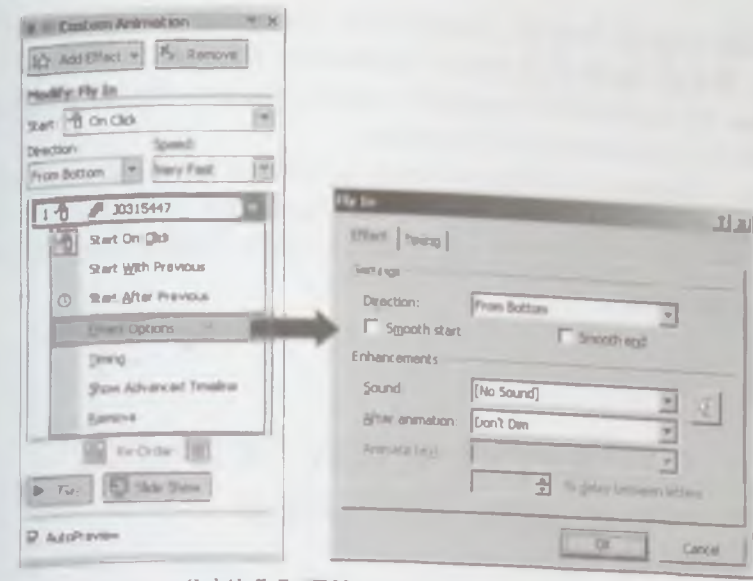 Custom Animation
Add Effect
Remove
Modify: Fly In
Start: On Click
Direction: Speed:
From Bottom Very Fast
1 J0315447
Start On Click
Start With Previous
Start After Previous
Effect Options
Timing
Show Advanced Timeline
Remove
Re-Order
Slide Show
AutoPreview
Fly In
Effect Timing
Settings
Direction: From Bottom
Smooth start Smooth end
Enhancements
Sound: [No Sound]
After animation: Don't Dim
Animate text:
% delay between letters
OK Cancel